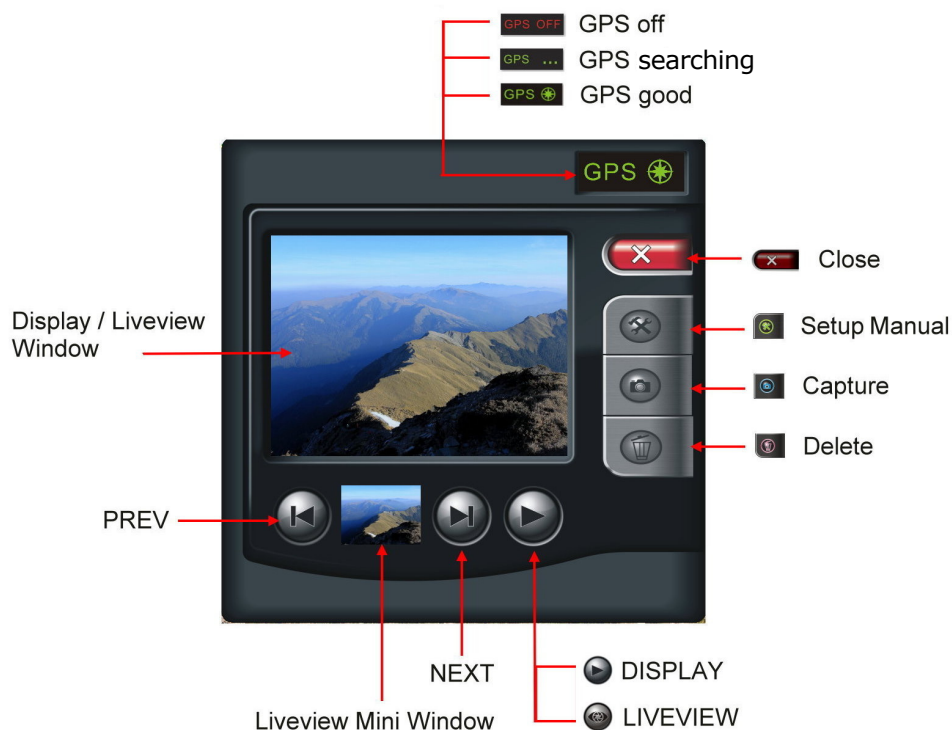 GPS OFF GPS off
GPS ... GPS searching
GPS GPS good
GPS
Close
Display / Liveview
Window
Setup Manual
Capture
Delete
PREV
NEXT
DISPLAY
Liveview Mini Window
LIVEVIEW